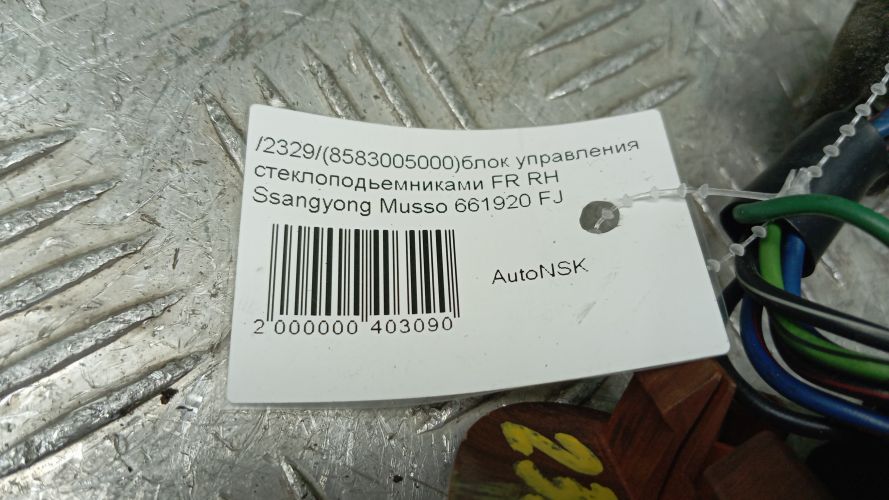 /2329/(8583005000)блок управления
стеклоподьемниками FR RH
Ssangyong Musso 661920 FJ
AutoNSK
2 000000 403090